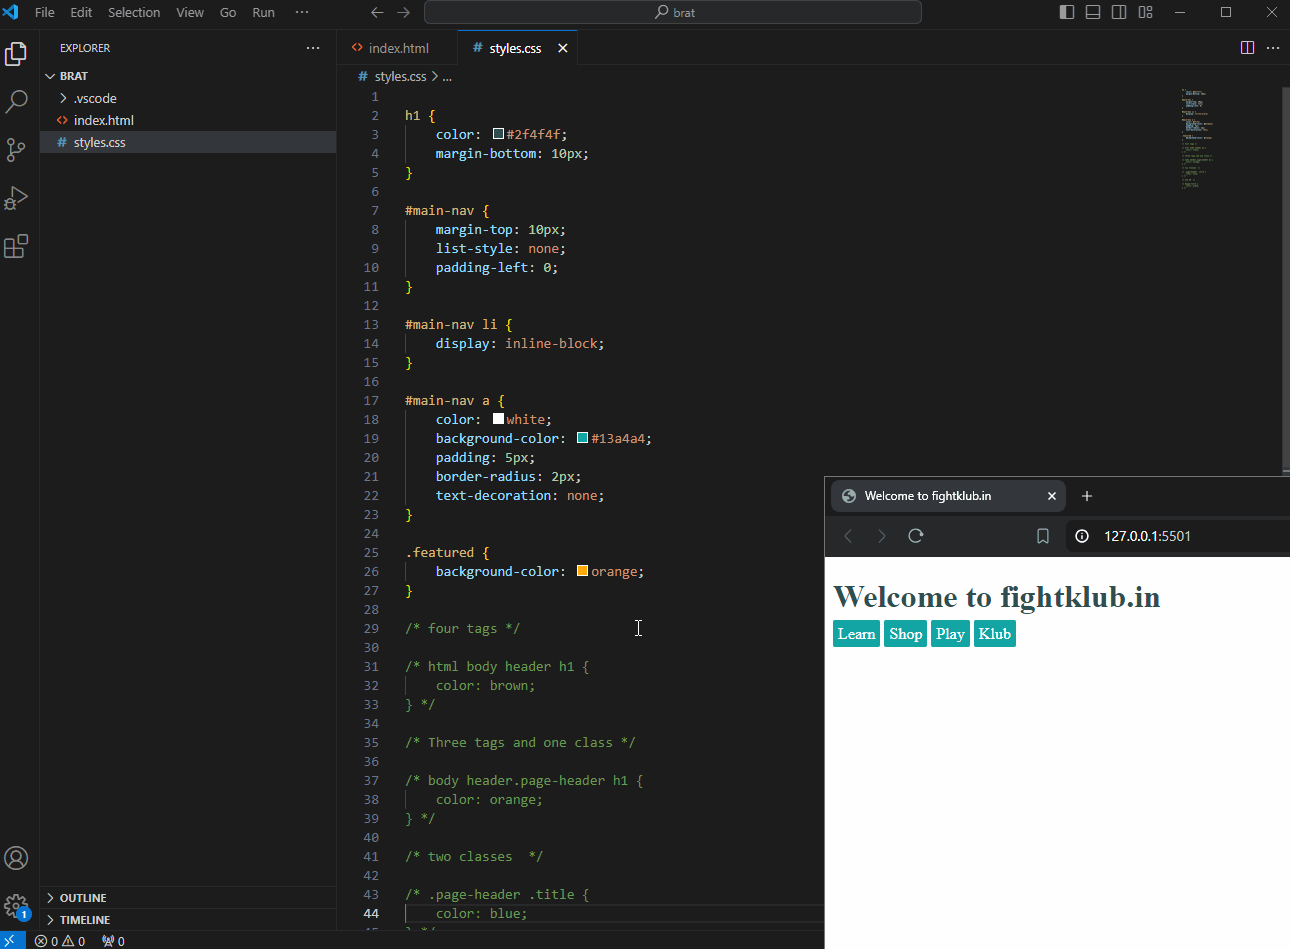 File Edit Selection View Go Run ···
brat
EXPLORER ···
BRAT
.vscode
index.html
styles.css
OUTLINE
TIMELINE
index.html
# styles.css
# styles.css > ...
1
2 h1 {
3 color: #2f4f4f;
4 margin-bottom: 10px;
5 }
6
7 #main-nav {
8 margin-top: 10px;
9 list-style: none;
10 padding-left: 0;
11 }
12
13 #main-nav li {
14 display: inline-block;
15 }
16
17 #main-nav a {
18 color: white;
19 background-color: #13a4a4;
20 padding: 5px;
21 border-radius: 2px;
22 text-decoration: none;
23 }
24
25 .featured {
26 background-color: orange;
27 }
28
29 /* four tags */
30
31 /* html body header h1 {
32 color: brown;
33 } */
34
35 /* Three tags and one class */
36
37 /* body header.page-header h1 {
38 color: orange;
39 } */
40
41 /* two classes  */
42
43 /* .page-header .title {
44 color: blue;
Welcome to fightklub.in
127.0.0.1:5501
Welcome to fightklub.in
Learn Shop Play Klub
1
0 0 0